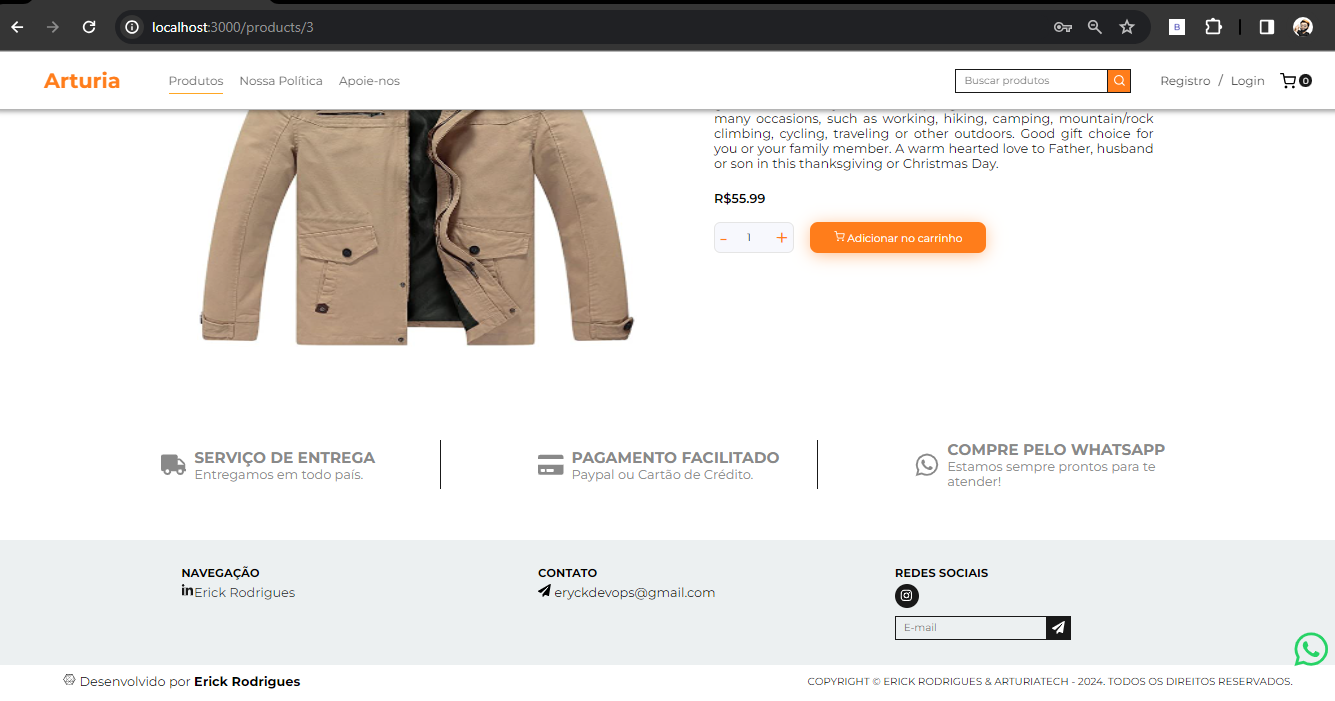 localhost:3000/products/3
B
Arturia
Produtos Nossa Política Apoie-nos
Buscar produtos
Registro / Login
0
many occasions, such as working, hiking, camping, mountain/rock
climbing, cycling, traveling or other outdoors. Good gift choice for
you or your family member. A warm hearted love to Father, husband
or son in this thanksgiving or Christmas Day.
R$55.99
– 1 +
Adicionar no carrinho
SERVIÇO DE ENTREGA
Entregamos em todo país.
PAGAMENTO FACILITADO
Paypal ou Cartão de Crédito.
COMPRE PELO WHATSAPP
Estamos sempre prontos para te
atender!
NAVEGAÇÃO
Erick Rodrigues
CONTATO
eryckdevops@gmail.com
REDES SOCIAIS
E-mail
Desenvolvido por Erick Rodrigues
COPYRIGHT © ERICK RODRIGUES & ARTURIATECH - 2024. TODOS OS DIREITOS RESERVADOS.